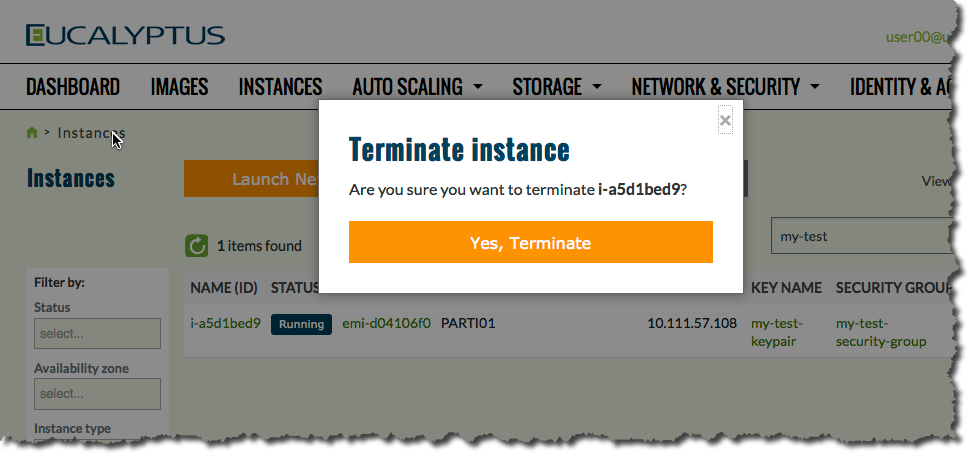 EUCALYPTUS
user00@
DASHBOARD IMAGES INSTANCES AUTO SCALING STORAGE NETWORK & SECURITY IDENTITY &
> Instances
×
Terminate instance
Are you sure you want to terminate i-a5d1bed9?
Yes, Terminate
Instances
Launch
View
1 items found
my-test
Filter by:
Status
select...
Availability zone
select...
Instance type
NAME (ID) STATUS KEY NAME SECURITY GROUP
i-a5d1bed9 Running emi-d04106f0 PARTI01 10.111.57.108 my-test-
keypair
my-test-
security-group